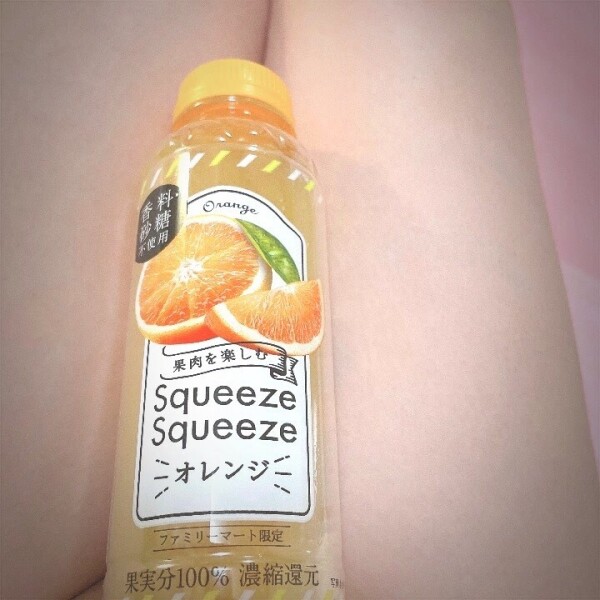 香料・
砂糖
不使用
Orange
果肉を楽しむ
Squeeze
Squeeze
オレンジ
ファミリーマート限定
果実分100% 濃縮還元